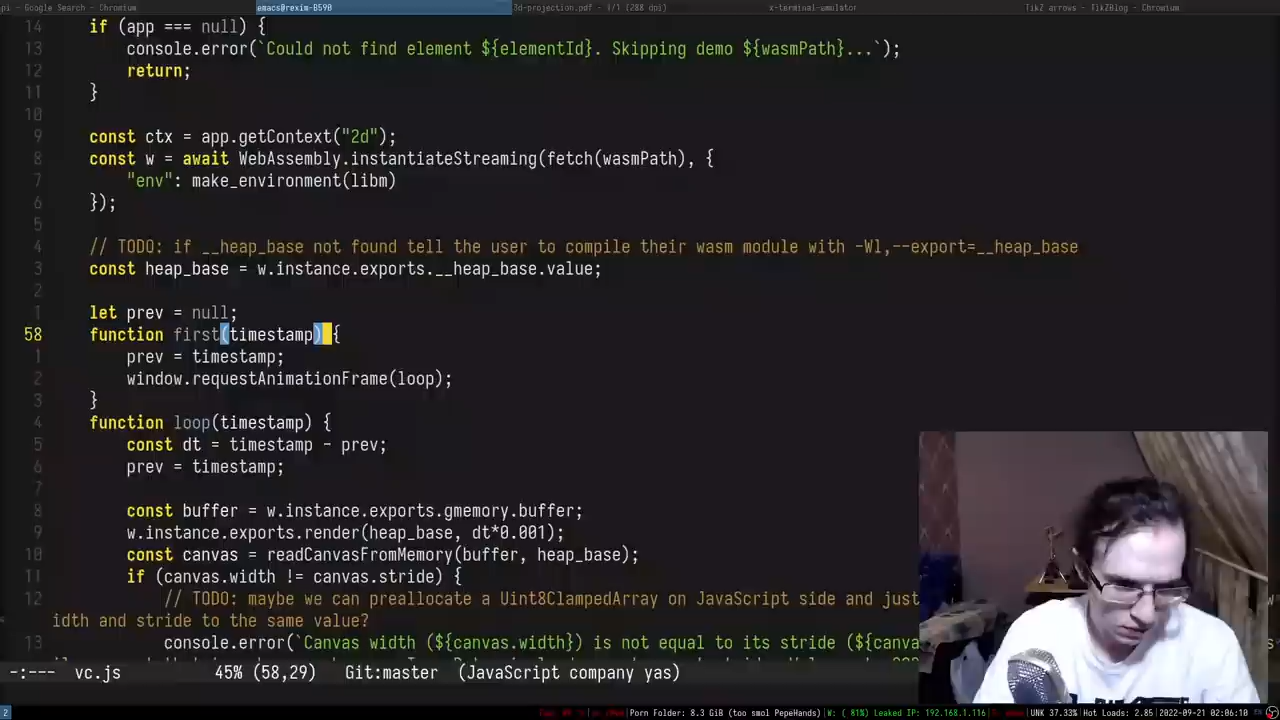 pi - Google Search - Chromium emacs@rexim-B590 3d-projection.pdf - 1/1 (288 dpi) x-terminal-emulator TikZ arrows - TikZBlog - Chromium
14 if (app === null) {
13 console.error(`Could not find element ${elementId}. Skipping demo ${wasmPath}...`);
12 return;
11 }
10
9 const ctx = app.getContext("2d");
8 const w = await WebAssembly.instantiateStreaming(fetch(wasmPath), {
7 "env": make_environment(libm)
6 });
5
4 // TODO: if __heap_base not found tell the user to compile their wasm module with -Wl,--export=__heap_base
3 const heap_base = w.instance.exports.__heap_base.value;
2
1 let prev = null;
58 function first(timestamp) {
1 prev = timestamp;
2 window.requestAnimationFrame(loop);
3 }
4 function loop(timestamp) {
5 const dt = timestamp - prev;
6 prev = timestamp;
7
8 const buffer = w.instance.exports.gmemory.buffer;
9 w.instance.exports.render(heap_base, dt*0.001);
10 const canvas = readCanvasFromMemory(buffer, heap_base);
11 if (canvas.width != canvas.stride) {
12 // TODO: maybe we can preallocate a Uint8ClampedArray on JavaScript side and just w
idth and stride to the same value?
13 console.error(`Canvas width (${canvas.width}) is not equal to its stride (${canva s
-:--- vc.js 45% (58,29) Git:master (JavaScript company yas)
2 Porn Folder: 8.3 GiB (too smol PepeHands) W: ( 81%) Leaked IP: 192.168.1.116 UNK 37.33% Hot Loads: 2.85 2022-09-21 02:06:10